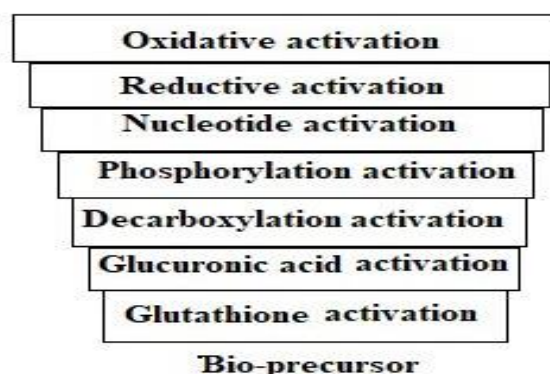 Oxidative activation
Reductive activation
Nucleotide activation
Phosphorylation activation
Decarboxylation activation
Glucuronic acid activation
Glutathione activation
Bio-precursor